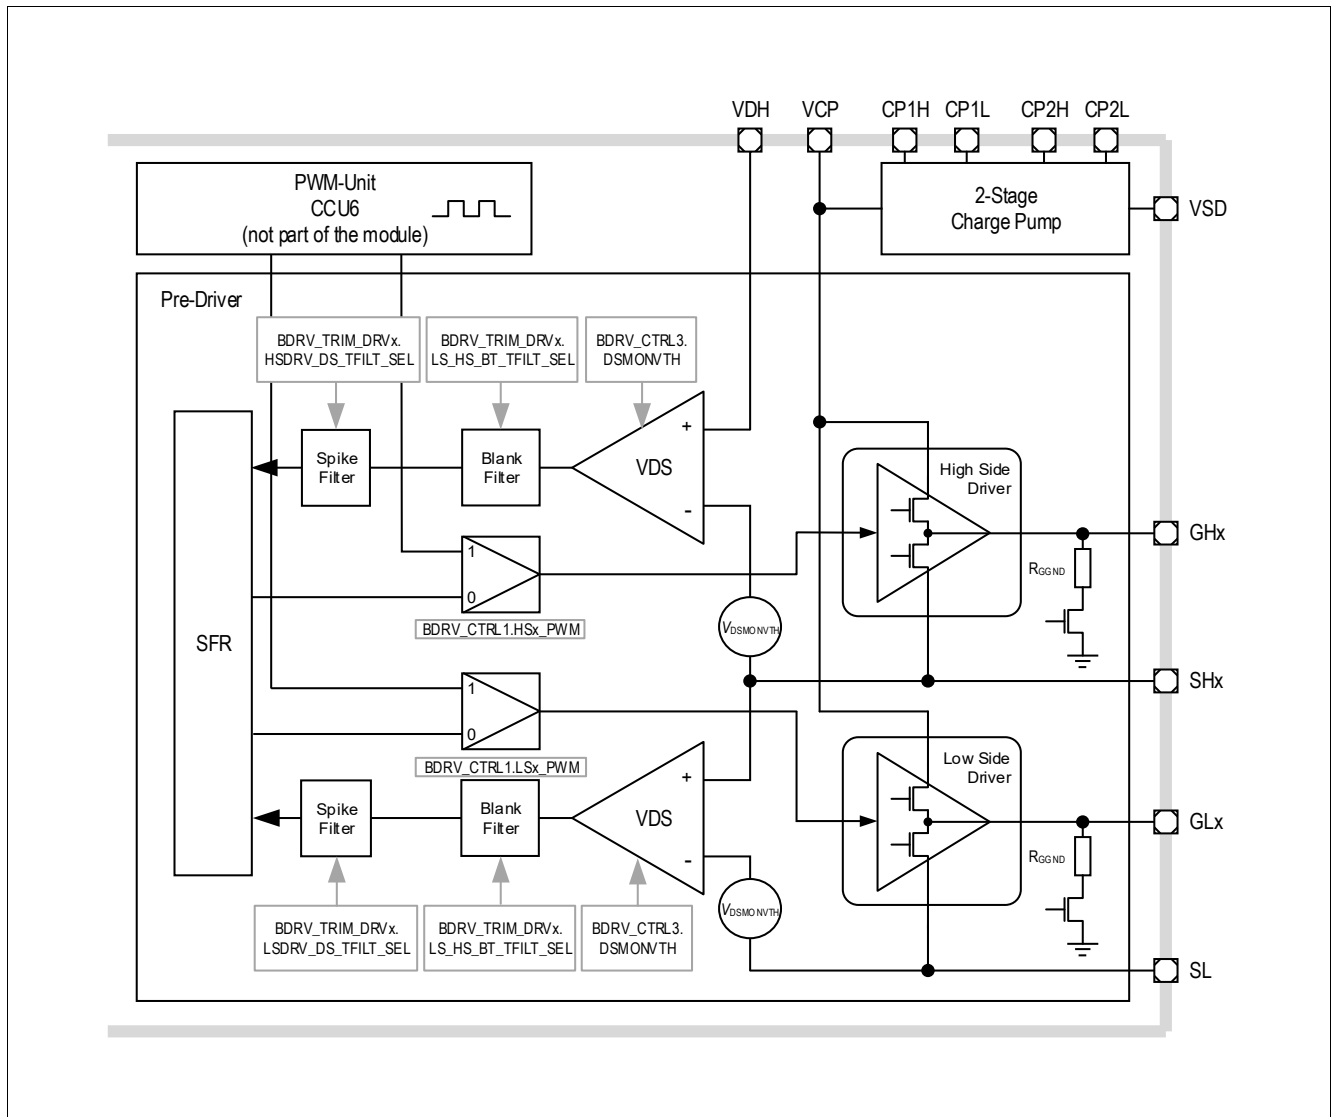 VDH VCP CP1H CP1L CP2H CP2L
PWM-Unit
CCU6
(not part of the module)
2-Stage
Charge Pump
VSD
Pre-Driver
BDRV_TRIM_DRVx.
HSDRV_DS_TFILT_SEL
BDRV_TRIM_DRVx.
LS_HS_BT_TFILT_SEL
BDRV_CTRL3.
DSMONVTH
Spike
Filter
Blank
Filter
VDS
+
-
High Side
Driver
GHx
RGGND
1
0
BDRV_CTRL1.HSx_PWM
VDSMONVTH
SFR
SHx
1
0
BDRV_CTRL1.LSx_PWM
Low Side
Driver
Spike
Filter
Blank
Filter
VDS
+
-
GLx
RGGND
VDSMONVTH
BDRV_TRIM_DRVx.
LSDRV_DS_TFILT_SEL
BDRV_TRIM_DRVx.
LS_HS_BT_TFILT_SEL
BDRV_CTRL3.
DSMONVTH
SL